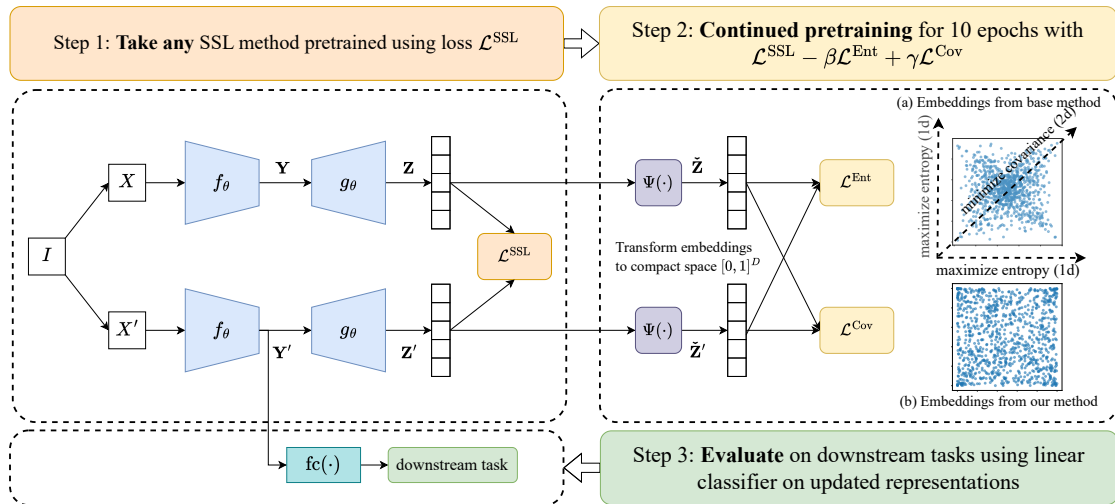 Step 1: Take any SSL method pretrained using loss 𝓛^SSL
Step 2: Continued pretraining for 10 epochs with
𝓛^SSL − β𝓛^Ent + γ𝓛^Cov
I
X
f_θ
Y
g_θ
Z
𝓛^SSL
X′
f_θ
Y′
g_θ
Z′
Ψ(·)
Ž
𝓛^Ent
Transform embeddings
to compact space [0, 1]^D
Ψ(·)
Ž′
𝓛^Cov
(a) Embeddings from base method
maximize entropy (1d)
minimize covariance (2d)
maximize entropy (1d)
(b) Embeddings from our method
fc(·)
downstream task
Step 3: Evaluate on downstream tasks using linear
classifier on updated representations